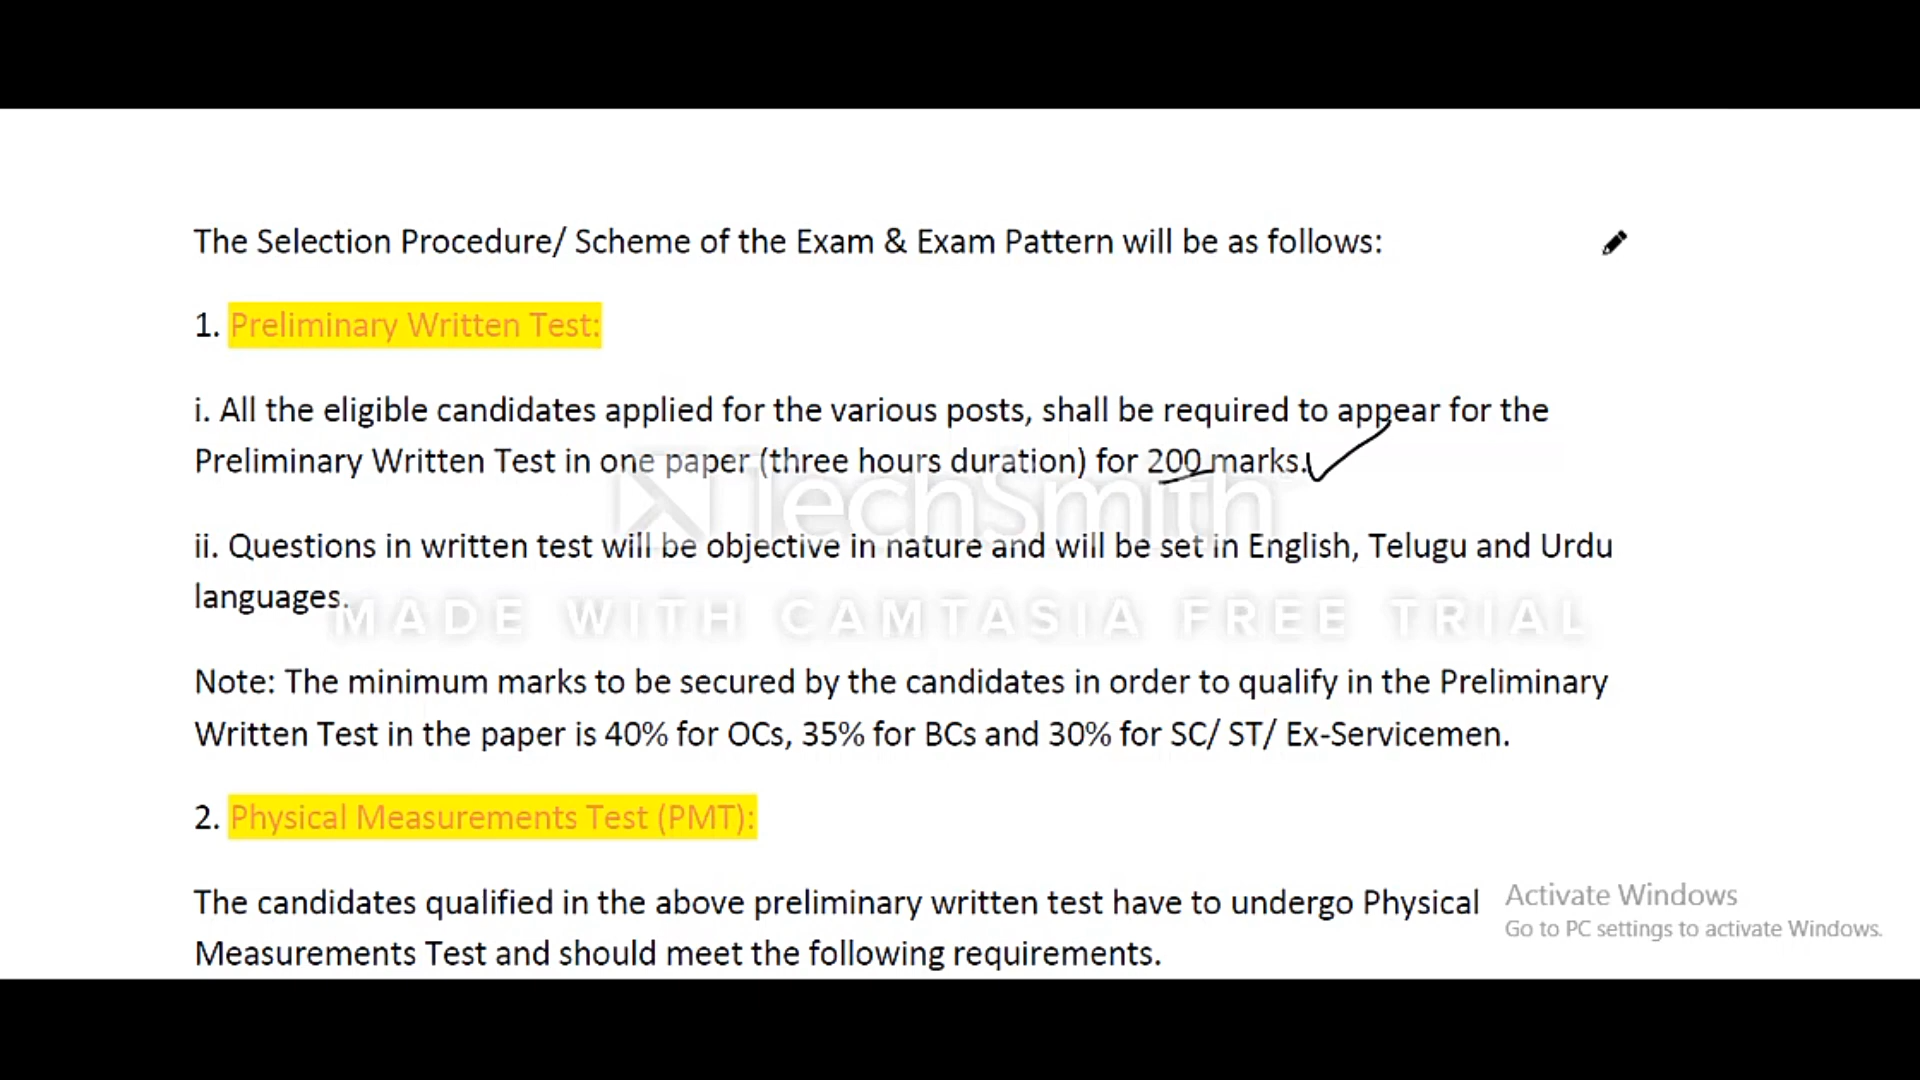 The Selection Procedure/ Scheme of the Exam & Exam Pattern will be as follows:
1. Preliminary Written Test:
i. All the eligible candidates applied for the various posts, shall be required to appear for the
Preliminary Written Test in one paper (three hours duration) for 200 marks.
TechSmith
ii. Questions in written test will be objective in nature and will be set in English, Telugu and Urdu
languages.
MADE WITH CAMTASIA FREE TRIAL
Note: The minimum marks to be secured by the candidates in order to qualify in the Preliminary
Written Test in the paper is 40% for OCs, 35% for BCs and 30% for SC/ ST/ Ex-Servicemen.
2. Physical Measurements Test (PMT):
The candidates qualified in the above preliminary written test have to undergo Physical
Measurements Test and should meet the following requirements.
Activate Windows
Go to PC settings to activate Windows.